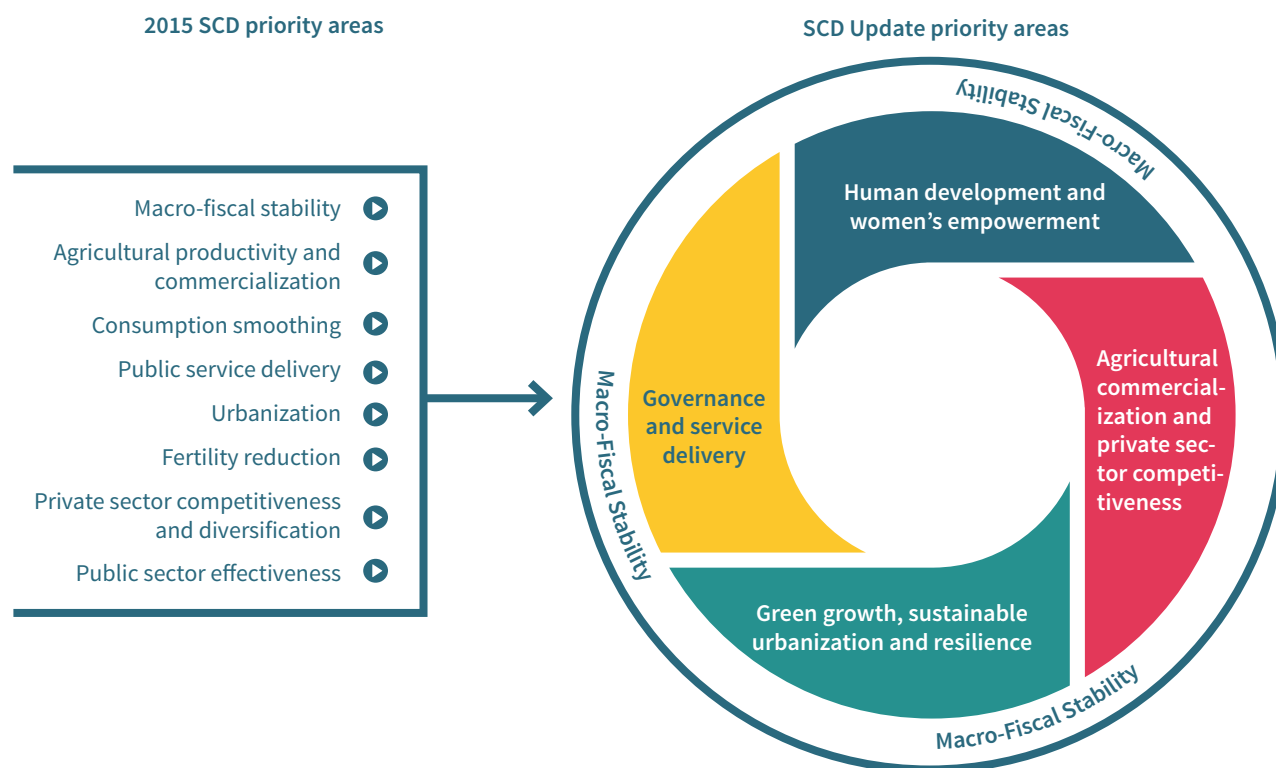 2015 SCD priority areas
Macro-fiscal stability
Agricultural productivity and
commercialization
Consumption smoothing
Public service delivery
Urbanization
Fertility reduction
Private sector competitiveness
and diversification
Public sector effectiveness
SCD Update priority areas
Macro-Fiscal Stability
Human development and
women’s empowerment
Agricultural
commercial-
ization and
private sec-
tor competi-
tiveness
Governance
and service
delivery
Macro-Fiscal Stability
Green growth, sustainable
urbanization and resilience
Macro-Fiscal Stability